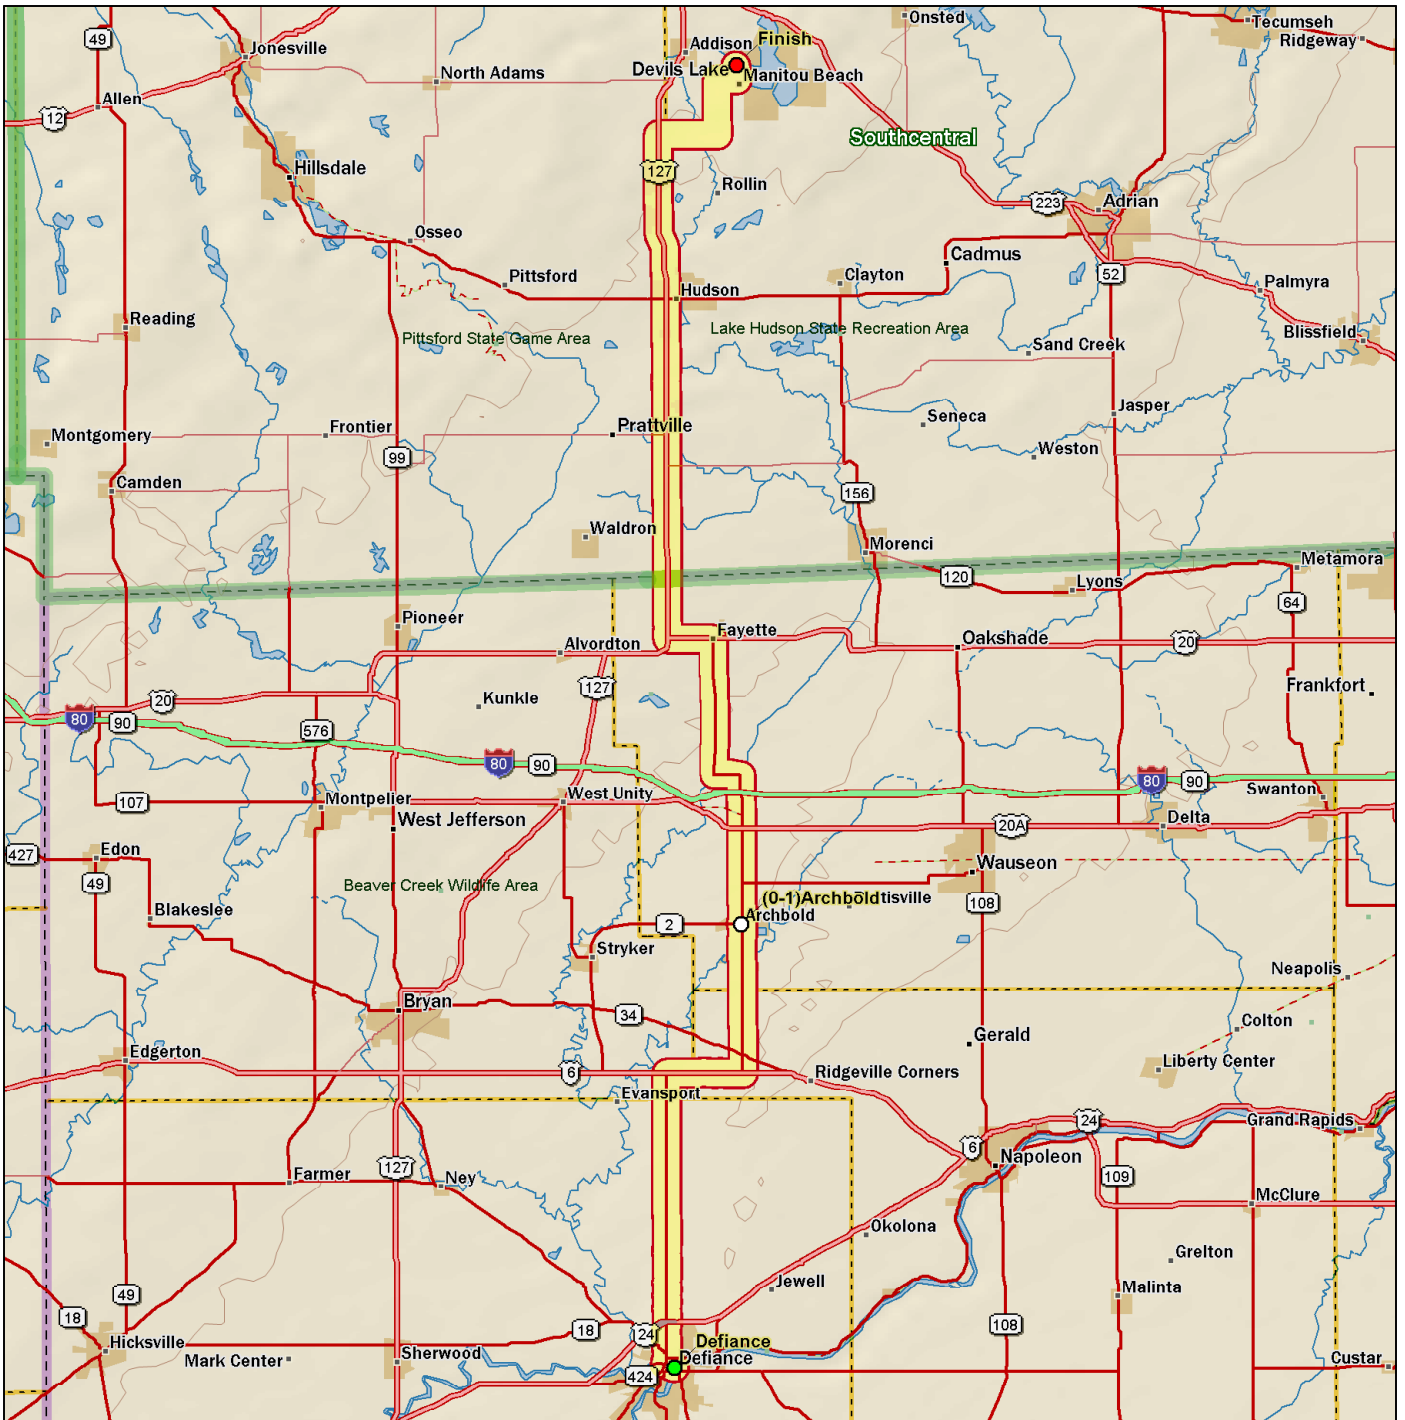 Onsted
Tecumseh
Ridgeway
49
Jonesville
Addison
Finish
Devils Lake
Manitou Beach
North Adams
Allen
12
Southcentral
Hillsdale
127
Rollin
223
Adrian
Osseo
Cadmus
Pittsford
Clayton
52
Palmyra
Hudson
Reading
Pittsford State Game Area
Lake Hudson State Recreation Area
Blissfield
Sand Creek
Jasper
Seneca
Montgomery
Frontier
Prattville
99
Weston
Camden
156
Waldron
Morenci
Metamora
120
Lyons
64
Pioneer
Fayette
Alvordton
Oakshade
20
127
Kunkle
Frankfort
20
80
90
576
80
90
80
90
107
Montpelier
West Unity
Swanton
West Jefferson
20A
Delta
427
Edon
49
Wauseon
Beaver Creek Wildlife Area
108
(0-1)Archbold
tisville
Archbold
Blakeslee
2
Stryker
Neapolis
Bryan
34
Colton
Gerald
Edgerton
Liberty Center
6
Ridgeville Corners
Evansport
24
Grand Rapids
6
Napoleon
127
109
Farmer
Ney
McClure
Okolona
Grelton
Jewell
Malinta
49
18
18
24
108
Hicksville
Mark Center
Sherwood
Defiance
Defiance
424
Custar